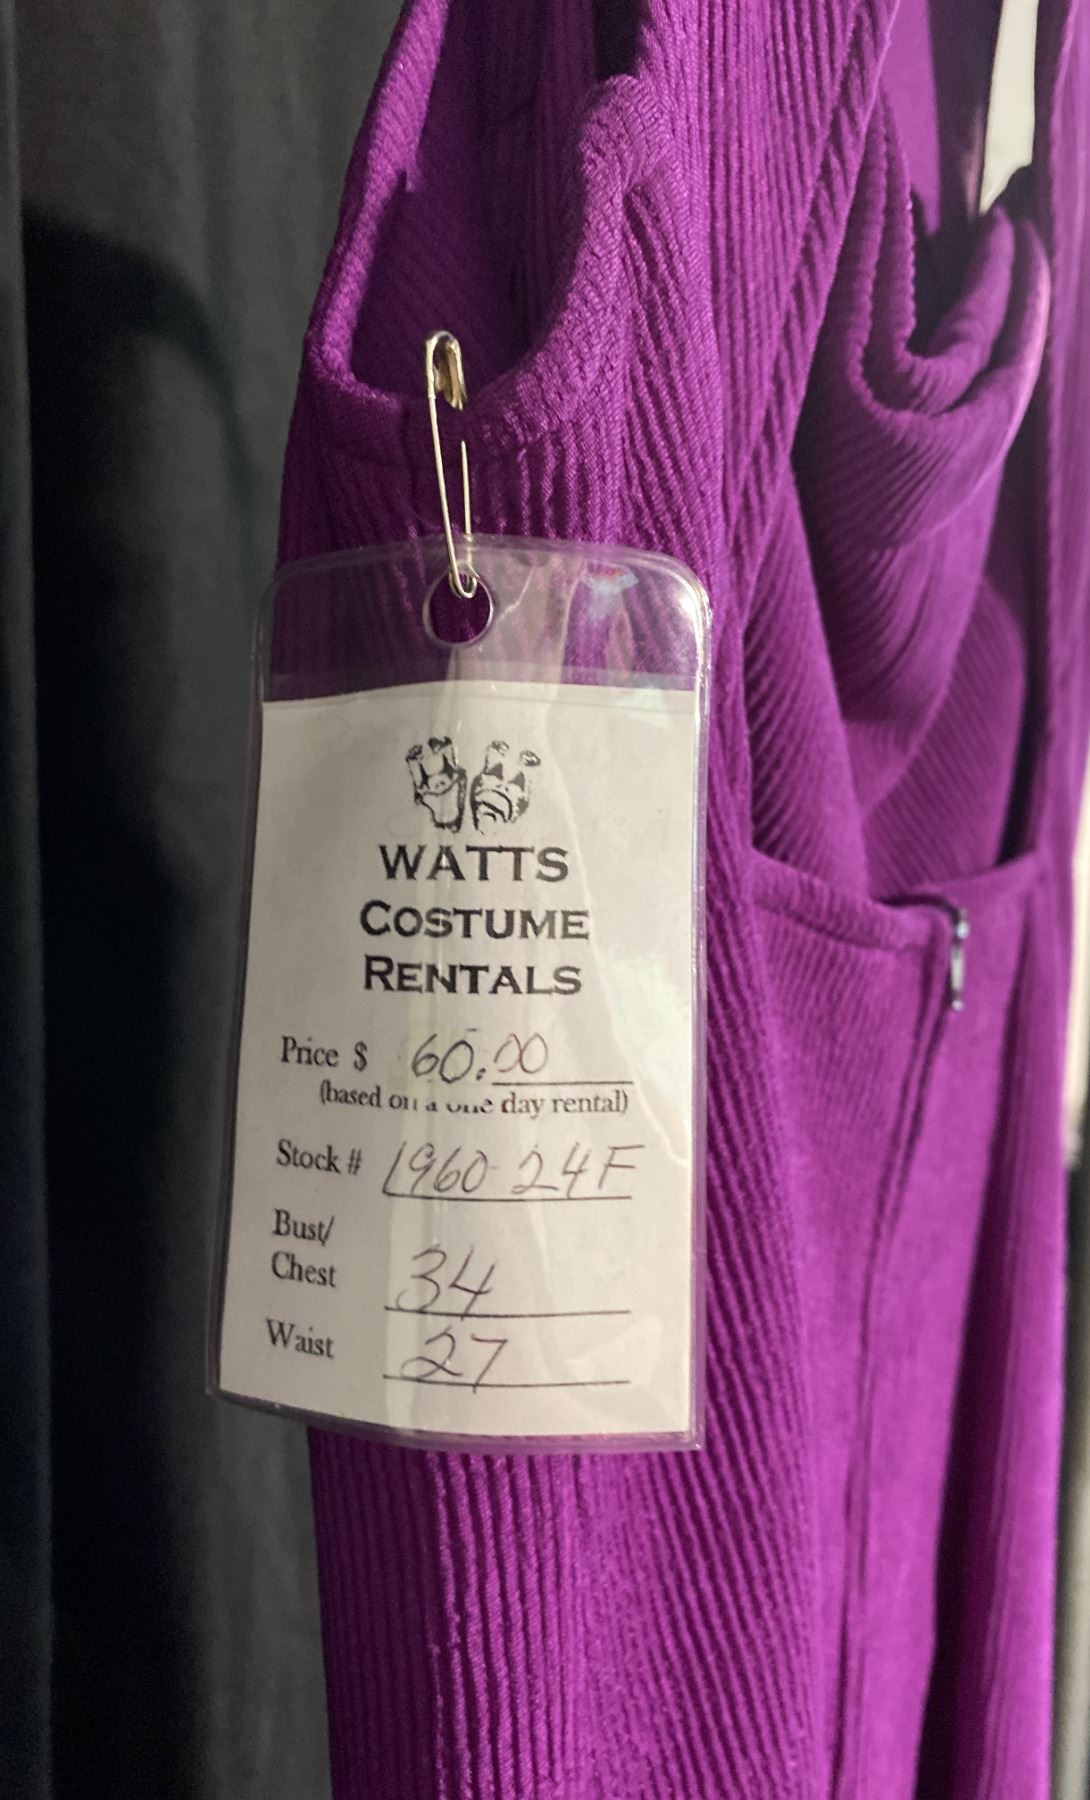 WATTS
COSTUME
RENTALS
Price $ 60.00
(based on a one day rental)
Stock # 1960-24F
Bust/
Chest 34
Waist 27